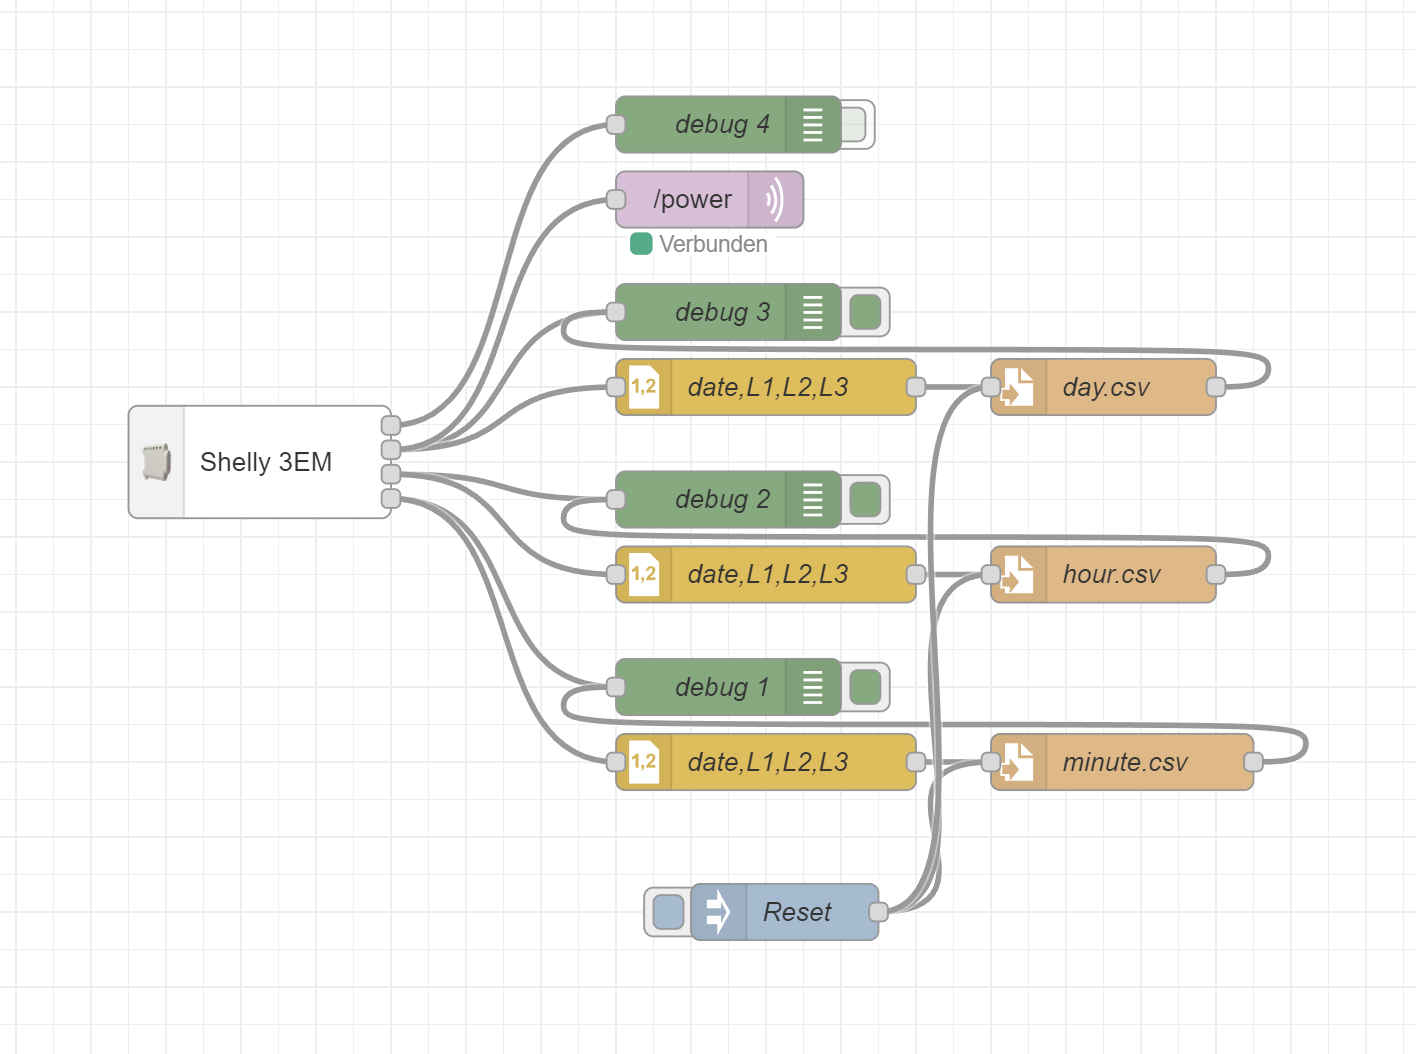 debug 4
/power
Verbunden
debug 3
1,2 date,L1,L2,L3
day.csv
Shelly 3EM
debug 2
1,2 date,L1,L2,L3
hour.csv
debug 1
1,2 date,L1,L2,L3
minute.csv
Reset